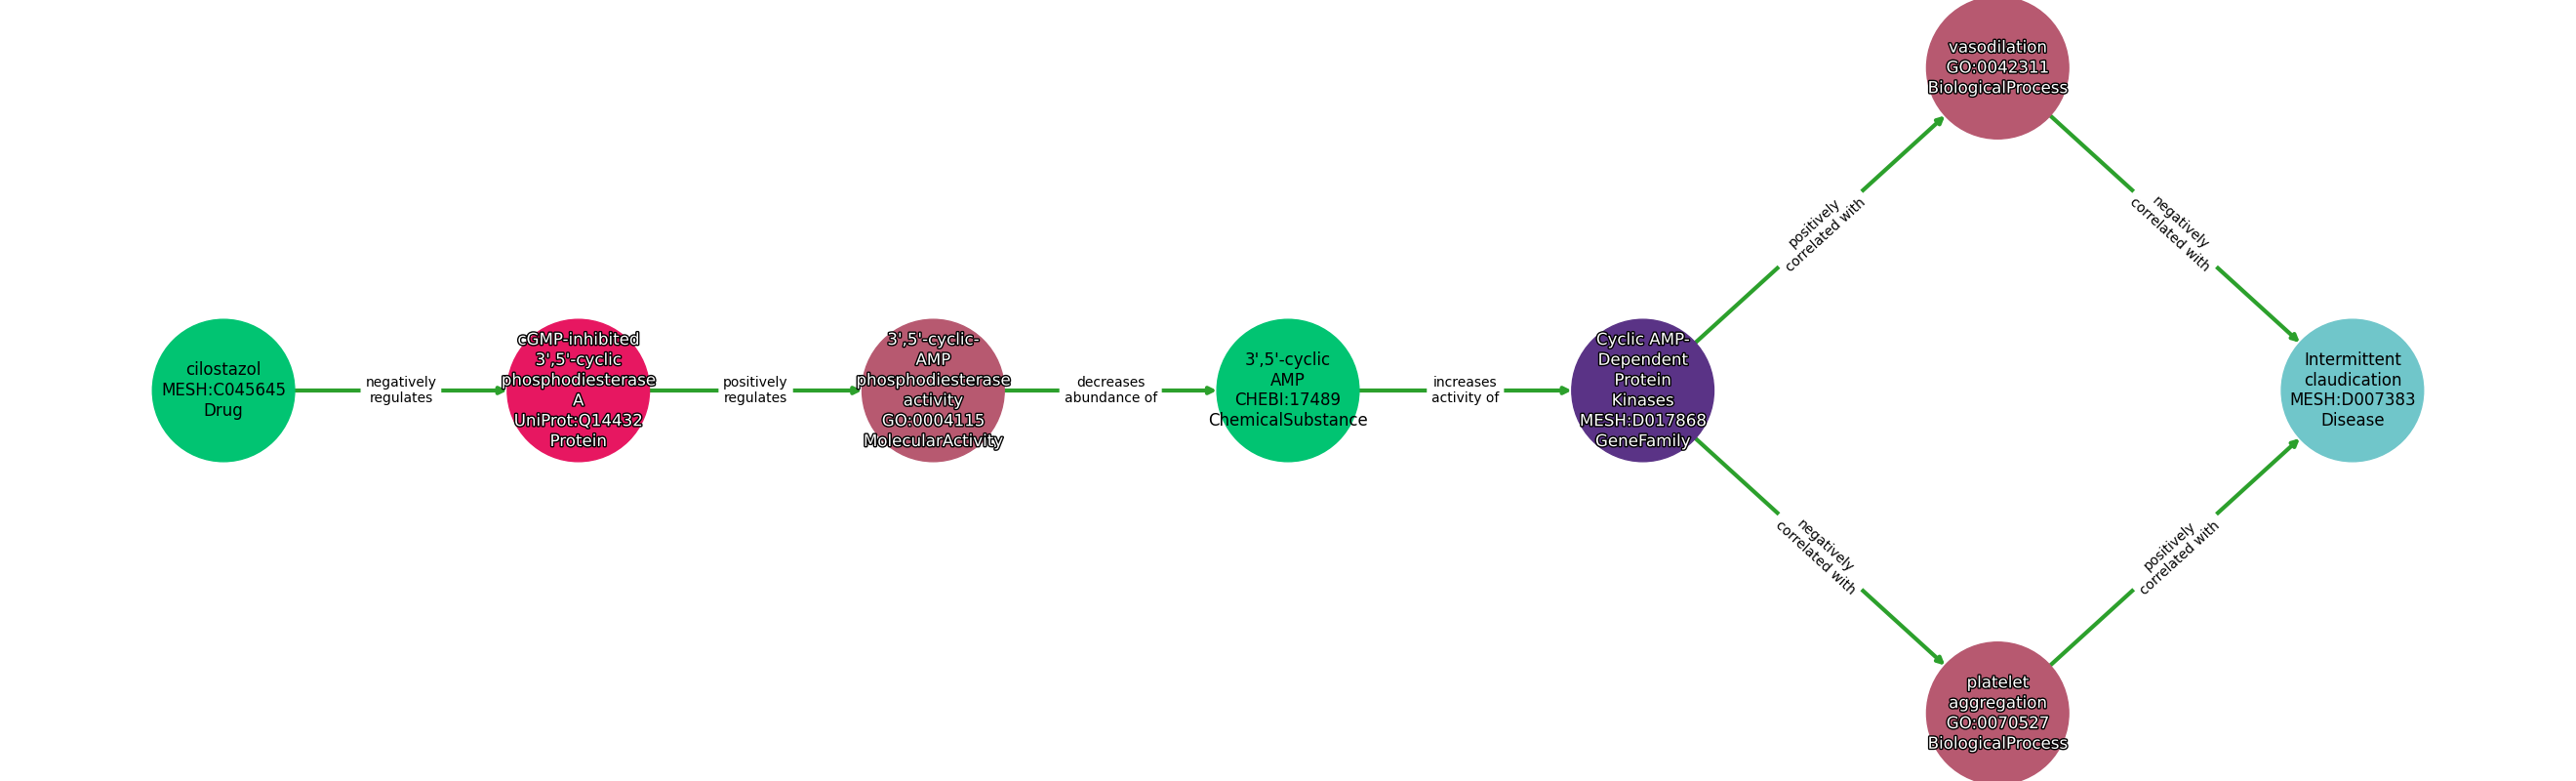 cilostazol
MESH:C045645
Drug
negatively
regulates
cGMP-inhibited
3',5'-cyclic
phosphodiesterase
A
UniProt:Q14432
Protein
positively
regulates
3',5'-cyclic-
AMP
phosphodiesterase
activity
GO:0004115
MolecularActivity
decreases
abundance of
3',5'-cyclic
AMP
CHEBI:17489
ChemicalSubstance
increases
activity of
Cyclic AMP-
Dependent
Protein
Kinases
MESH:D017868
GeneFamily
positively
correlated with
vasodilation
GO:0042311
BiologicalProcess
negatively
correlated with
negatively
correlated with
platelet
aggregation
GO:0070527
BiologicalProcess
positively
correlated with
Intermittent
claudication
MESH:D007383
Disease